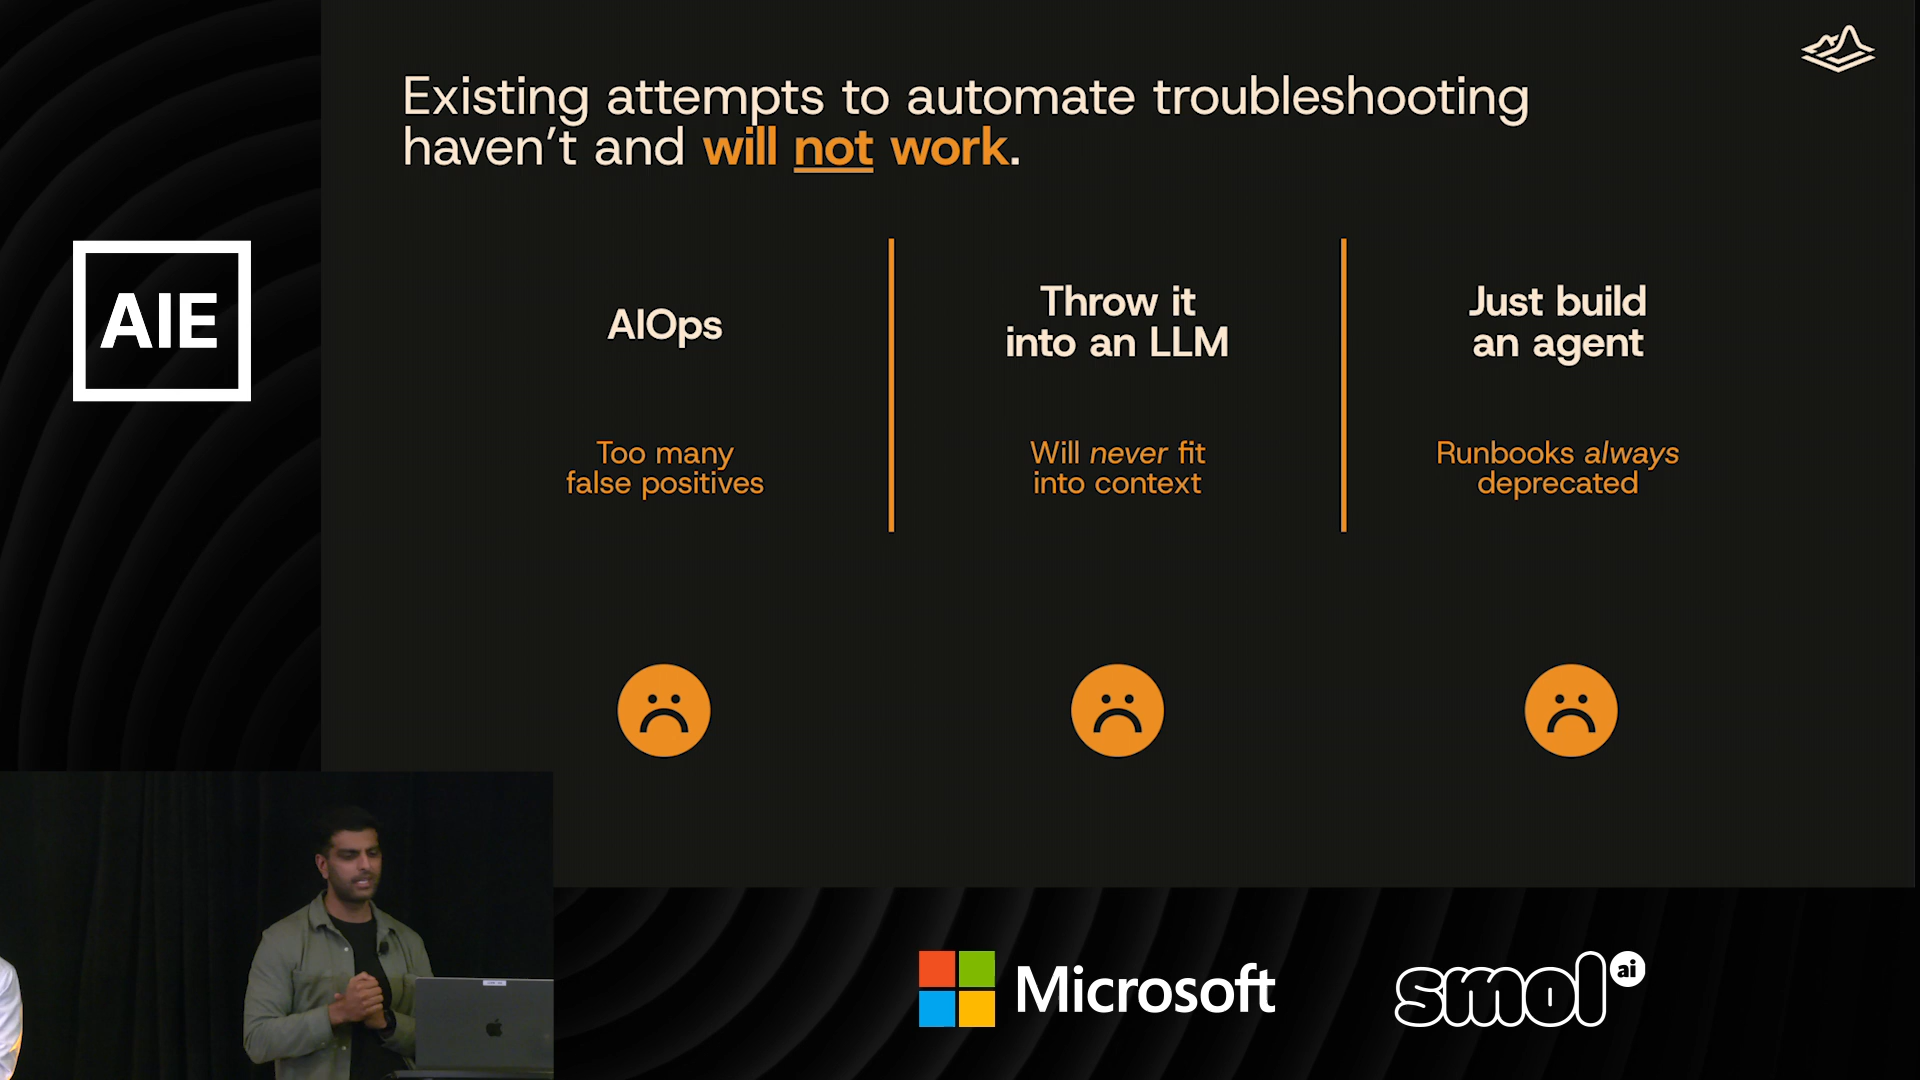 Existing attempts to automate troubleshooting
haven’t and will not work.
AIE
AIOps
Throw it
into an LLM
Just build
an agent
Too many
false positives
Will never fit
into context
Runbooks always
deprecated
Microsoft
smol ai